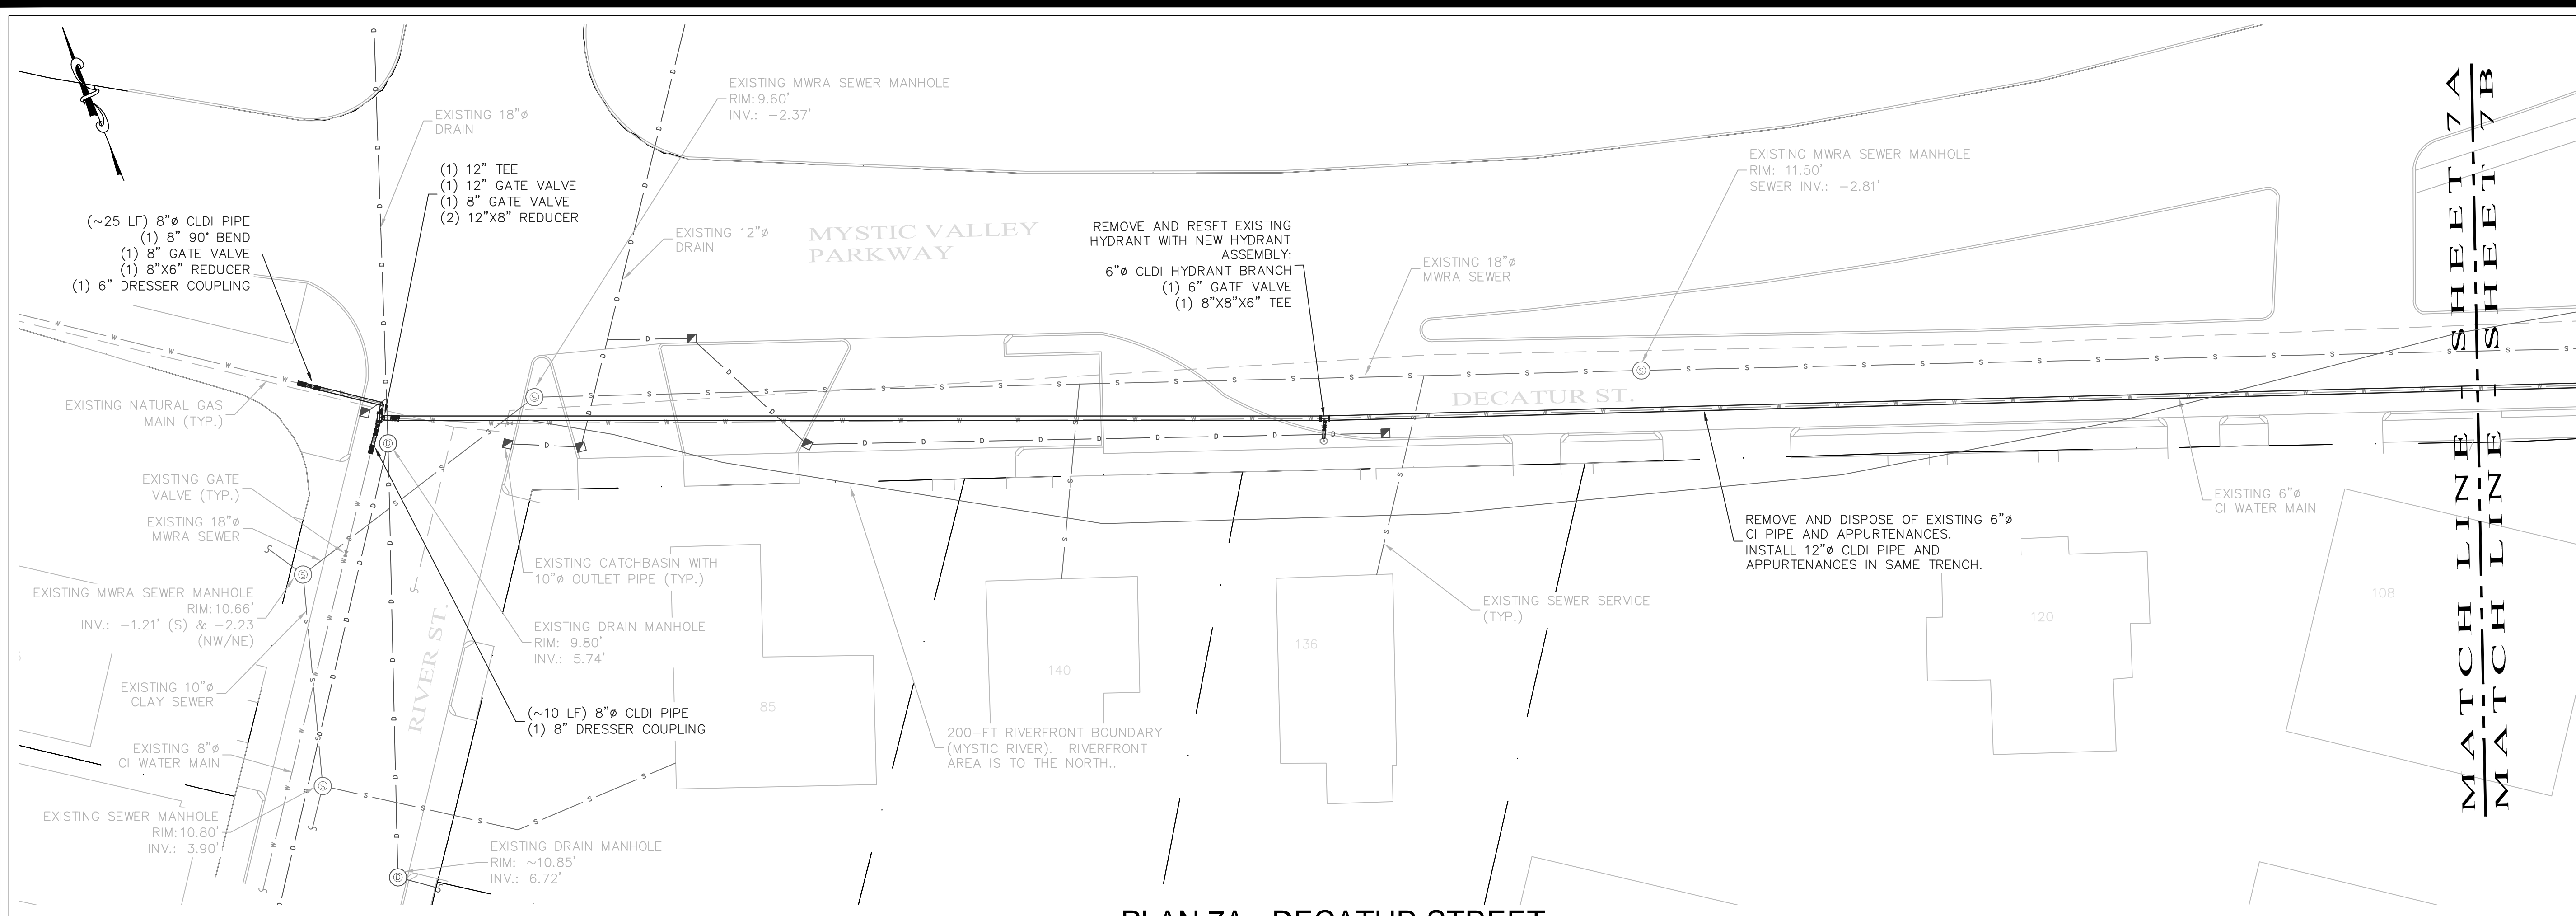 EXISTING MWRA SEWER MANHOLE
RIM: 9.60'
INV.: -2.37'
EXISTING 18"ø
DRAIN
(1) 12" TEE
(1) 12" GATE VALVE
(1) 8" GATE VALVE
(2) 12"X8" REDUCER
(~25 LF) 8"ø CLDI PIPE
(1) 8" 90° BEND
(1) 8" GATE VALVE
(1) 8"X6" REDUCER
(1) 6" DRESSER COUPLING
EXISTING 12"ø
DRAIN
MYSTIC VALLEY
PARKWAY
REMOVE AND RESET EXISTING
HYDRANT WITH NEW HYDRANT
ASSEMBLY:
6"ø CLDI HYDRANT BRANCH
(1) 6" GATE VALVE
(1) 8"X8"X6" TEE
EXISTING 18"ø
MWRA SEWER
EXISTING MWRA SEWER MANHOLE
RIM: 11.50'
SEWER INV.: -2.81'
MATCH LINE SHEET 7A
MATCH LINE SHEET 7B
DECATUR ST.
EXISTING NATURAL GAS
MAIN (TYP.)
EXISTING GATE
VALVE (TYP.)
EXISTING 18"ø
MWRA SEWER
EXISTING MWRA SEWER MANHOLE
RIM: 10.66'
INV.: -1.21' (S) & -2.23
(NW/NE)
EXISTING 10"ø
CLAY SEWER
EXISTING 8"ø
CI WATER MAIN
EXISTING SEWER MANHOLE
RIM: 10.80'
INV.: 3.90'
RIVER ST.
EXISTING CATCHBASIN WITH
10"ø OUTLET PIPE (TYP.)
EXISTING DRAIN MANHOLE
RIM: 9.80'
INV.: 5.74'
(~10 LF) 8"ø CLDI PIPE
(1) 8" DRESSER COUPLING
EXISTING DRAIN MANHOLE
RIM: ~10.85'
INV.: 6.72'
85
140
136
120
108
200-FT RIVERFRONT BOUNDARY
(MYSTIC RIVER). RIVERFRONT
AREA IS TO THE NORTH..
EXISTING SEWER SERVICE
(TYP.)
REMOVE AND DISPOSE OF EXISTING 6"ø
CI PIPE AND APPURTENANCES.
INSTALL 12"ø CLDI PIPE AND
APPURTENANCES IN SAME TRENCH.
EXISTING 6"ø
CI WATER MAIN
PLAN 7A - DECATUR STREET